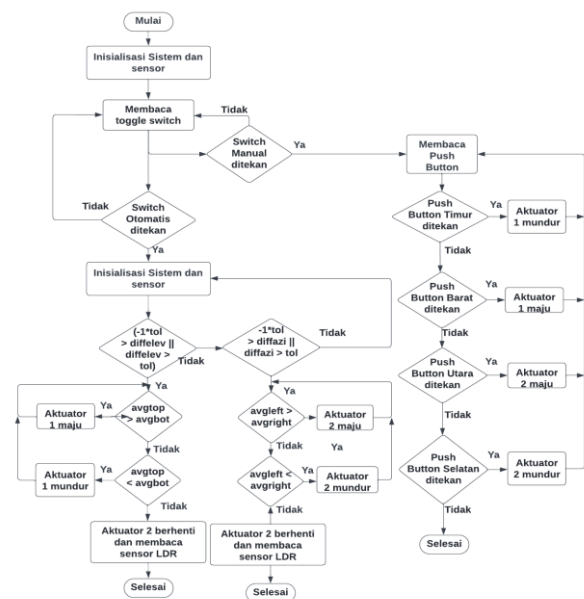 Mulai
Inisialisasi Sistem dan
sensor
Membaca
toggle switch
Tidak
Switch
Manual
ditekan
Ya
Membaca
Push
Button
Tidak
Switch
Otomatis
ditekan
Ya
Push
Button Timur
ditekan
Ya
Aktuator
1 mundur
Tidak
Inisialisasi Sistem dan
sensor
Push
Button Barat
ditekan
Ya
Aktuator
1 maju
Tidak
(-1*tol
> diffelev ||
diffelev >
tol)
Tidak
-1*tol
> diffazi ||
diffazi > tol
Tidak
Push
Button Utara
ditekan
Ya
Aktuator
2 maju
Tidak
Ya
avgtop
> avgbot
Ya
Aktuator
1 maju
Tidak
Ya
avgleft >
avgright
Ya
Aktuator
2 maju
Tidak
Ya
Push
Button Selatan
ditekan
Ya
Aktuator
2 mundur
Tidak
Selesai
avgtop
< avgbot
Ya
Aktuator
1 mundur
Tidak
avgleft <
avgright
Ya
Aktuator
2 mundur
Tidak
Aktuator 2 berhenti
dan membaca
sensor LDR
Selesai
Aktuator 2 berhenti
dan membaca
sensor LDR
Selesai